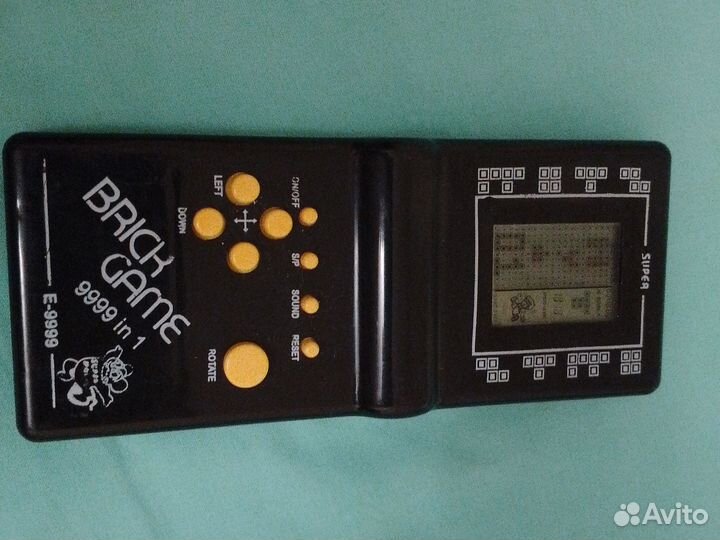 SUPER
ON/OFF
S/P
SOUND
RESET
LEFT
DOWN
ROTATE
BRICK
GAME
9999 in 1
E-9999
Avito